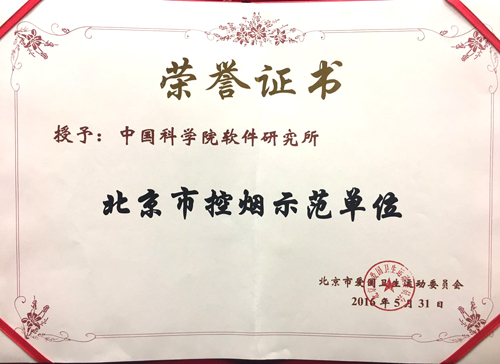 荣誉证书
授予：中国科学院软件研究所
北京市控烟示范单位
北京市爱国卫生运动委员会
2016年5月31日